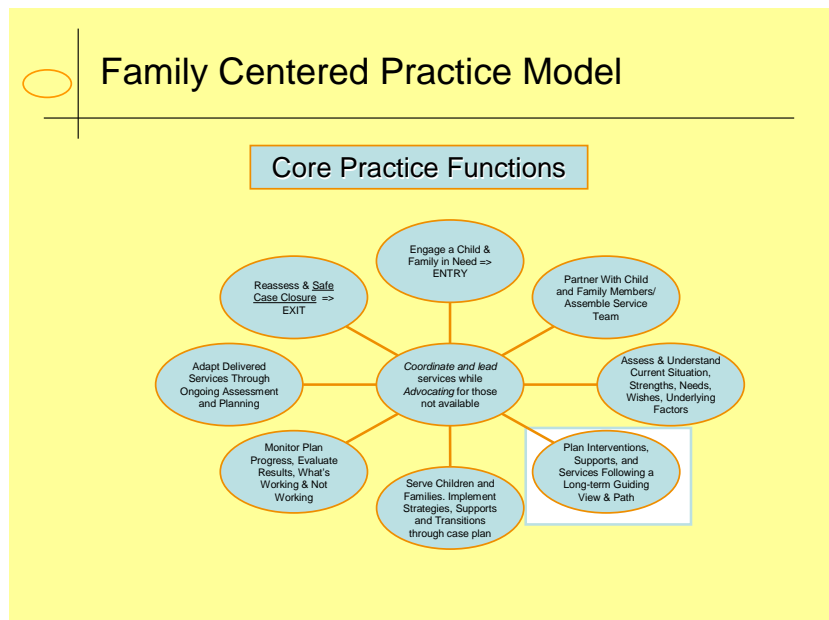 Family Centered Practice Model
Core Practice Functions
Engage a Child &
Family in Need =>
ENTRY
Partner With Child
and Family Members/
Assemble Service
Team
Assess & Understand
Current Situation,
Strengths, Needs,
Wishes, Underlying
Factors
Plan Interventions,
Supports, and
Services Following a
Long-term Guiding
View & Path
Serve Children and
Families. Implement
Strategies, Supports
and Transitions
through case plan
Monitor Plan
Progress, Evaluate
Results, What's
Working & Not
Working
Adapt Delivered
Services Through
Ongoing Assessment
and Planning
Reassess & Safe
Case Closure =>
EXIT
Coordinate and lead
services while
Advocating for those
not available